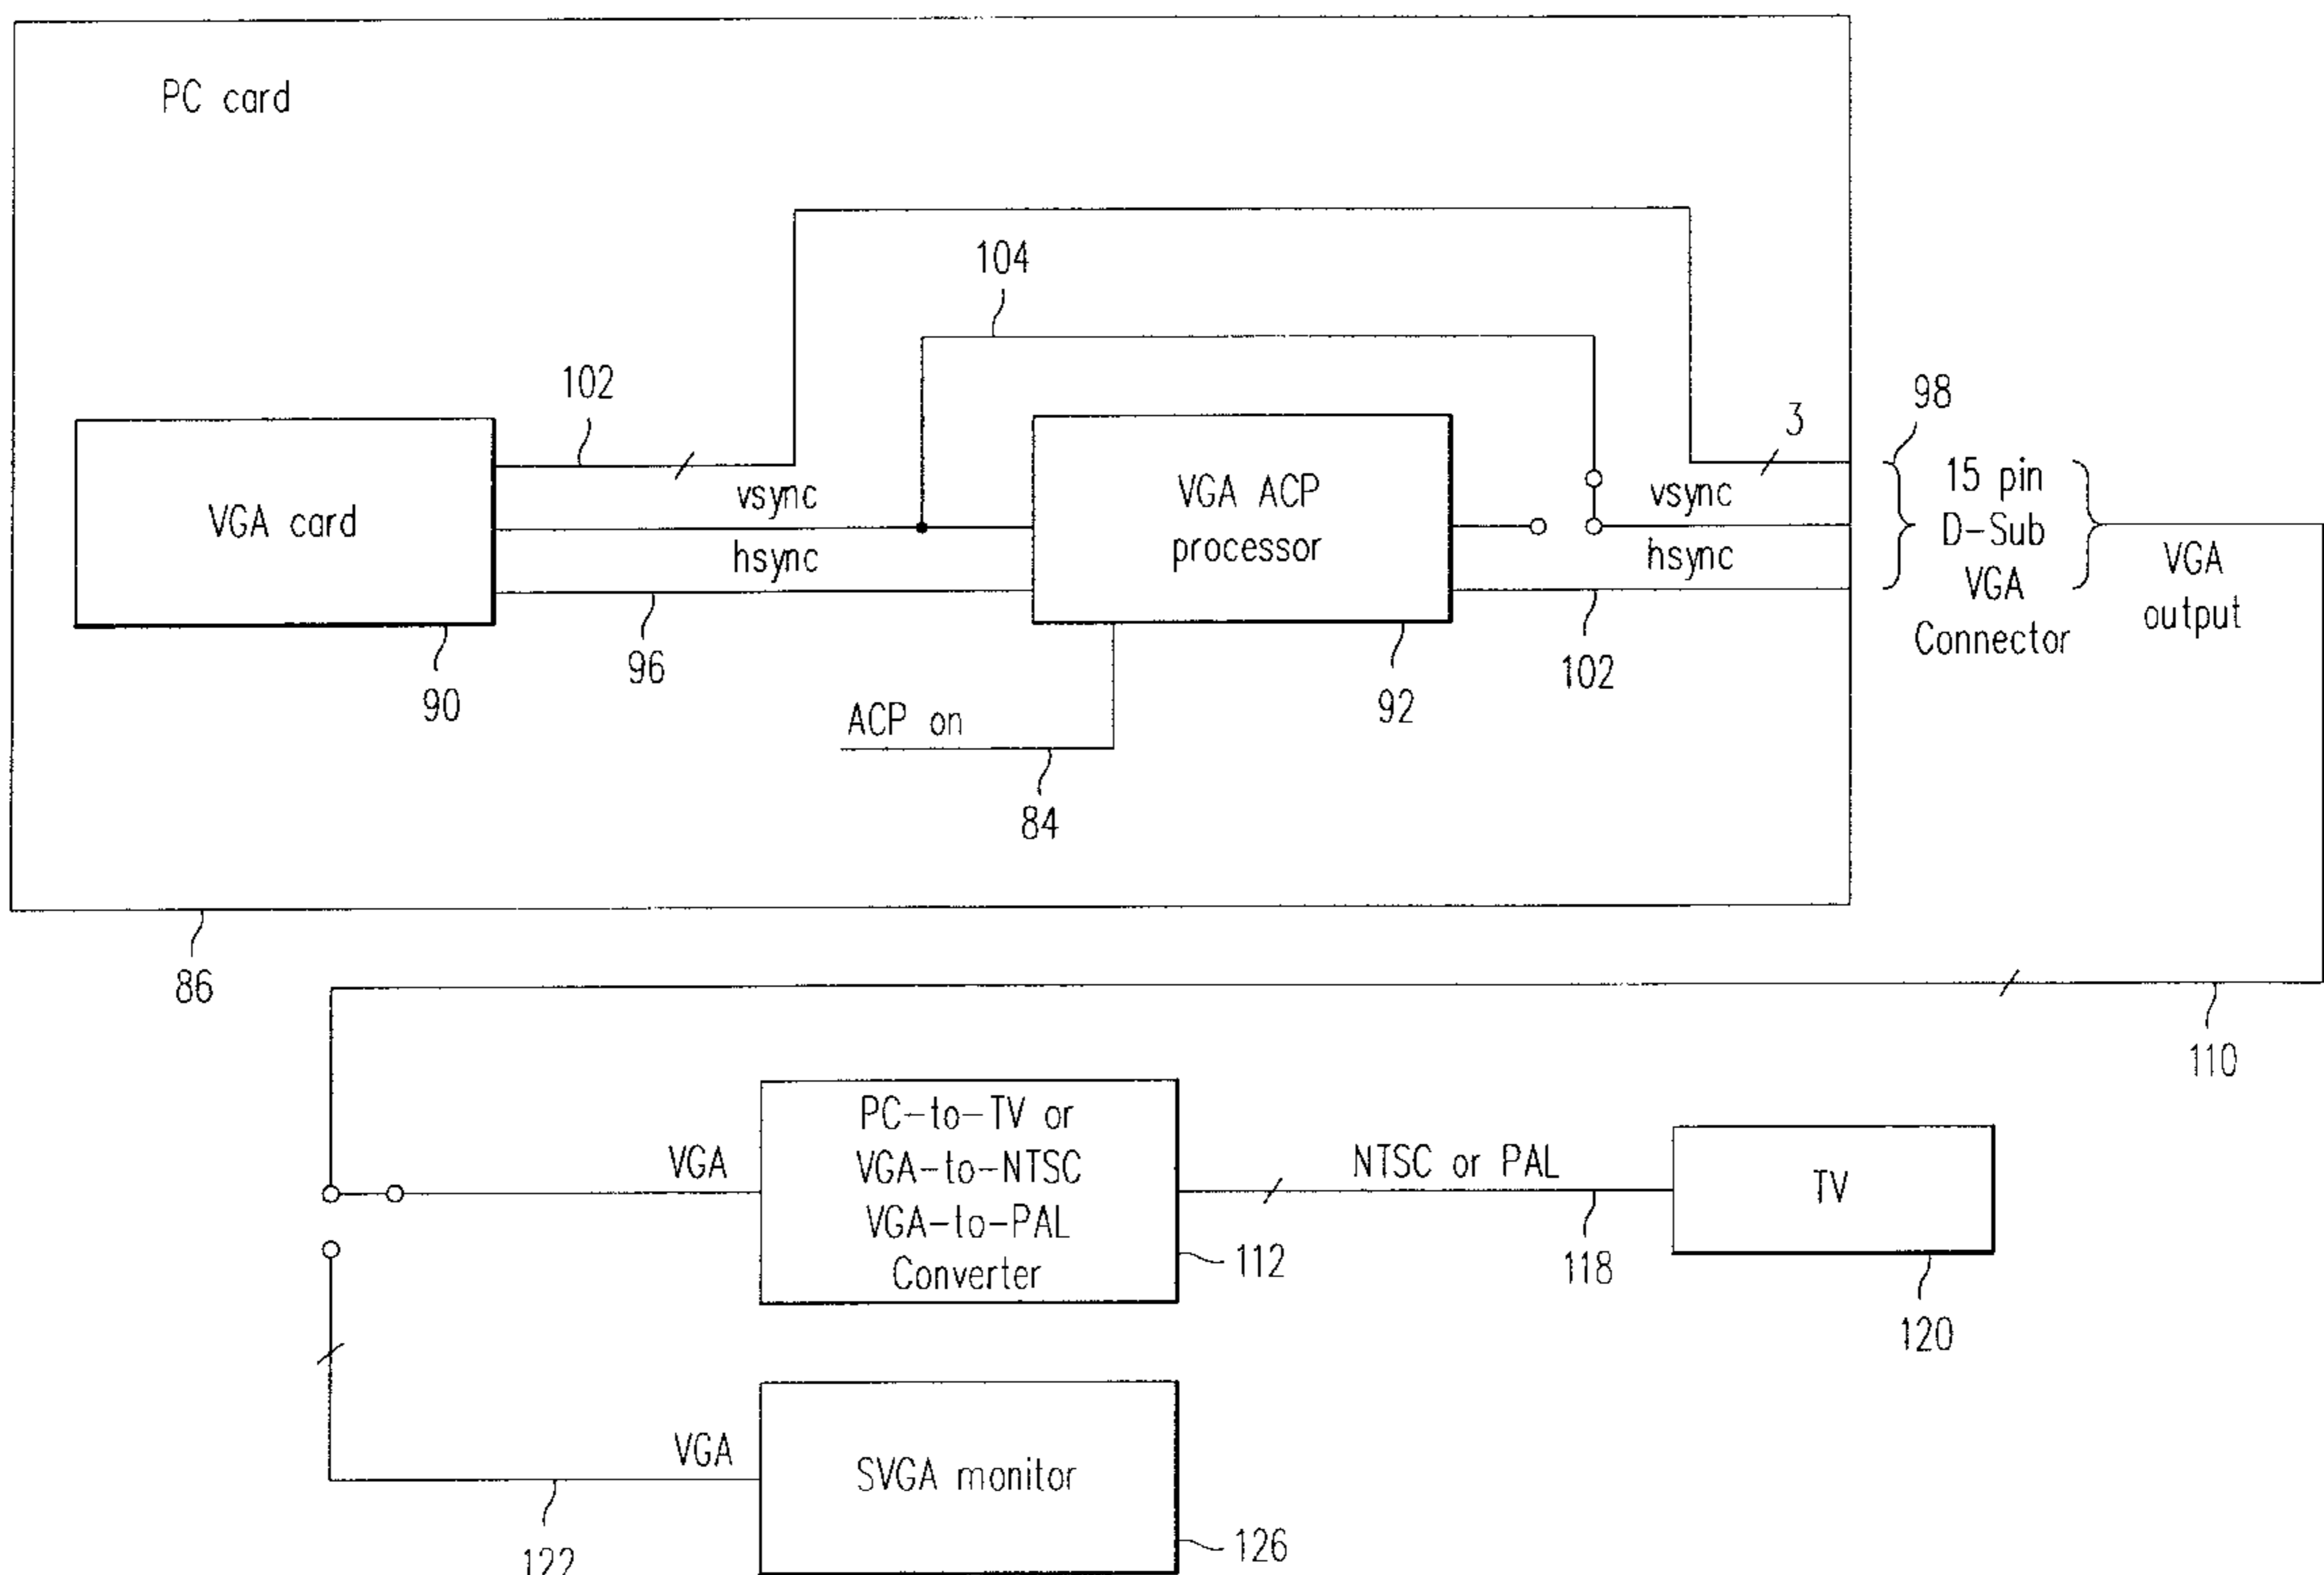 PC card
104
102
3
98
VGA card
vsync
hsync
VGA ACP
processor
vsync
hsync
15 pin
D-Sub
VGA
Connector
VGA
output
90
96
92
102
ACP on
84
86
110
VGA
PC-to-TV or
VGA-to-NTSC
VGA-to-PAL
Converter
112
NTSC or PAL
118
TV
120
VGA
SVGA monitor
122
126